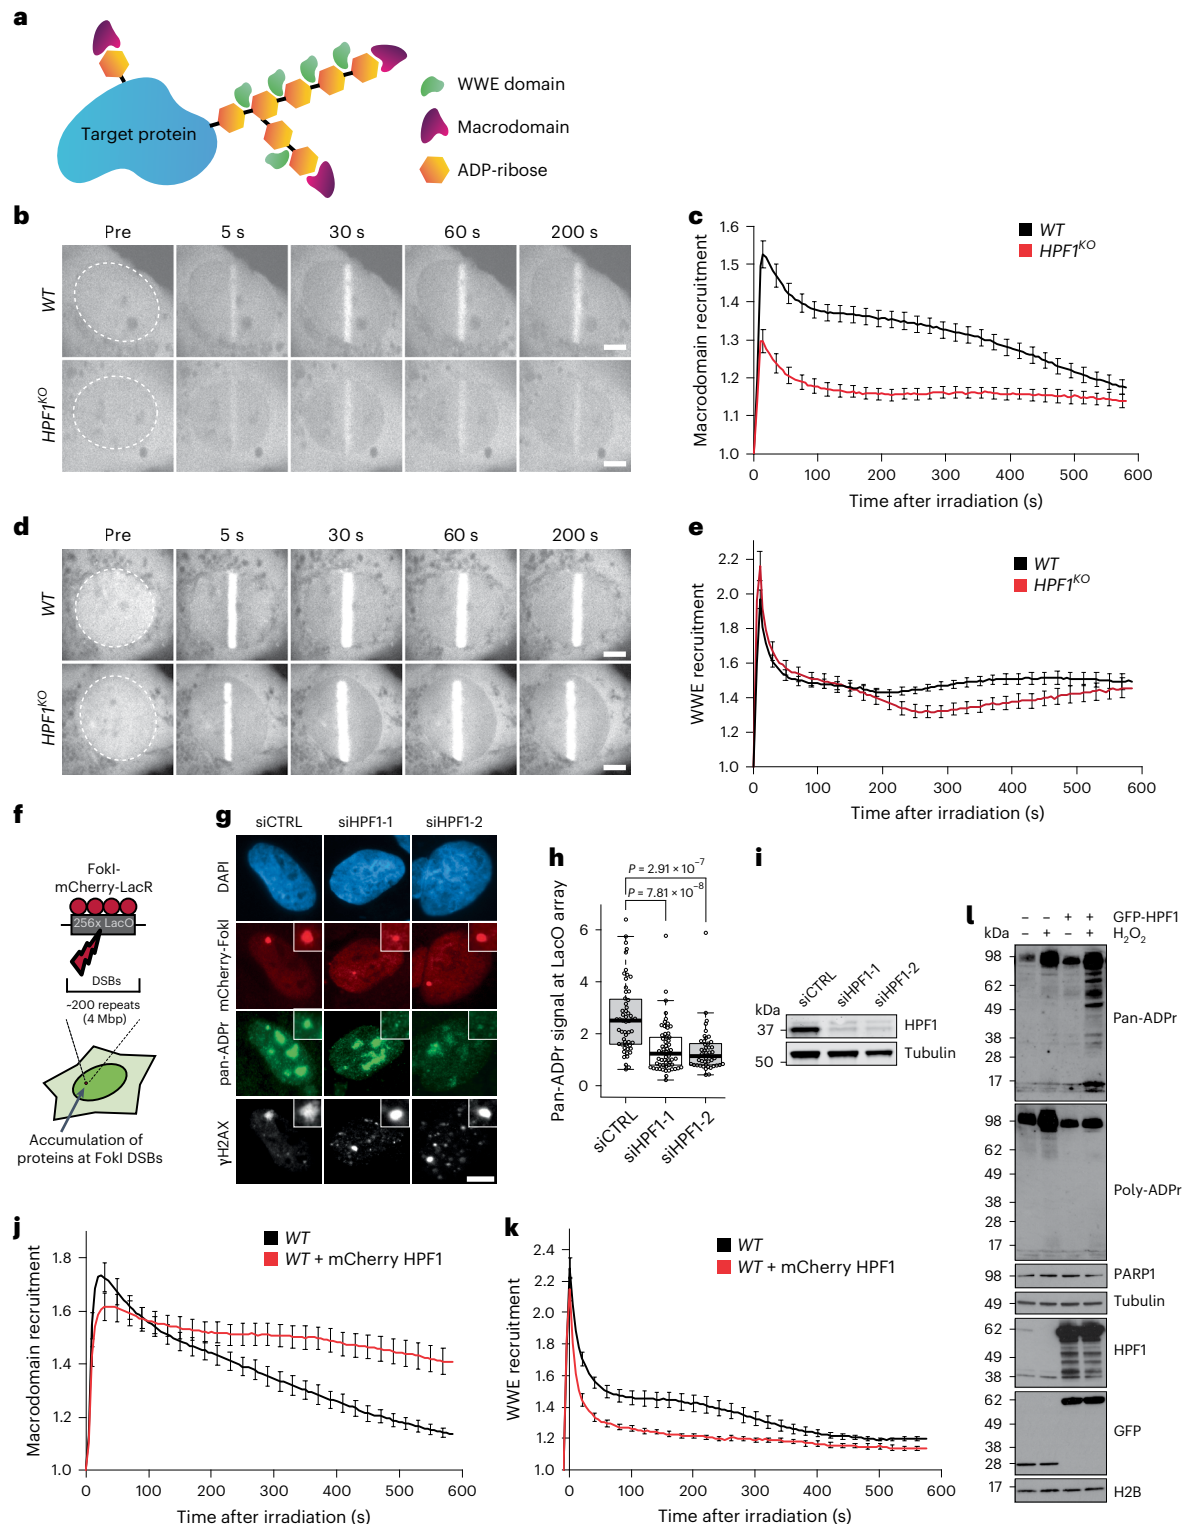 a
Target protein
WWE domain
Macrodomain
ADP-ribose
b
Pre 5 s 30 s 60 s 200 s
WT
HPF1KO
c
WT
HPF1KO
Macrodomain recruitment
1.6
1.5
1.4
1.3
1.2
1.1
1.0
0 100 200 300 400 500 600
Time after irradiation (s)
d
Pre 5 s 30 s 60 s 200 s
WT
HPF1KO
e
WT
HPF1KO
WWE recruitment
2.2
2.0
1.8
1.6
1.4
1.2
1.0
0 100 200 300 400 500 600
Time after irradiation (s)
f
FokI-
mCherry-LacR
256x LacO
DSBs
~200 repeats
(4 Mbp)
Accumulation of
proteins at FokI DSBs
g
siCTRL siHPF1-1 siHPF1-2
DAPI
mCherry-FokI
pan-ADPr
γH2AX
h
P = 2.91 × 10−7
P = 7.81 × 10−8
Pan-ADPr signal at LacO array
6
4
2
0
siCTRL siHPF1-1 siHPF1-2
i
siCTRL siHPF1-1 siHPF1-2
kDa
37 HPF1
50 Tubulin
j
WT
WT + mCherry HPF1
Macrodomain recruitment
1.8
1.6
1.4
1.2
1.0
0 100 200 300 400 500 600
Time after irradiation (s)
k
WT
WT + mCherry HPF1
WWE recruitment
2.4
2.2
2.0
1.8
1.6
1.4
1.2
1.0
0 100 200 300 400 500 600
Time after irradiation (s)
l
– – + + GFP-HPF1
kDa – + – + H2O2
98
62
49
38
28
17
Pan-ADPr
98
62
49
38
28
17
Poly-ADPr
98 PARP1
49 Tubulin
62
49
38
HPF1
62
49
38
28
GFP
17 H2B